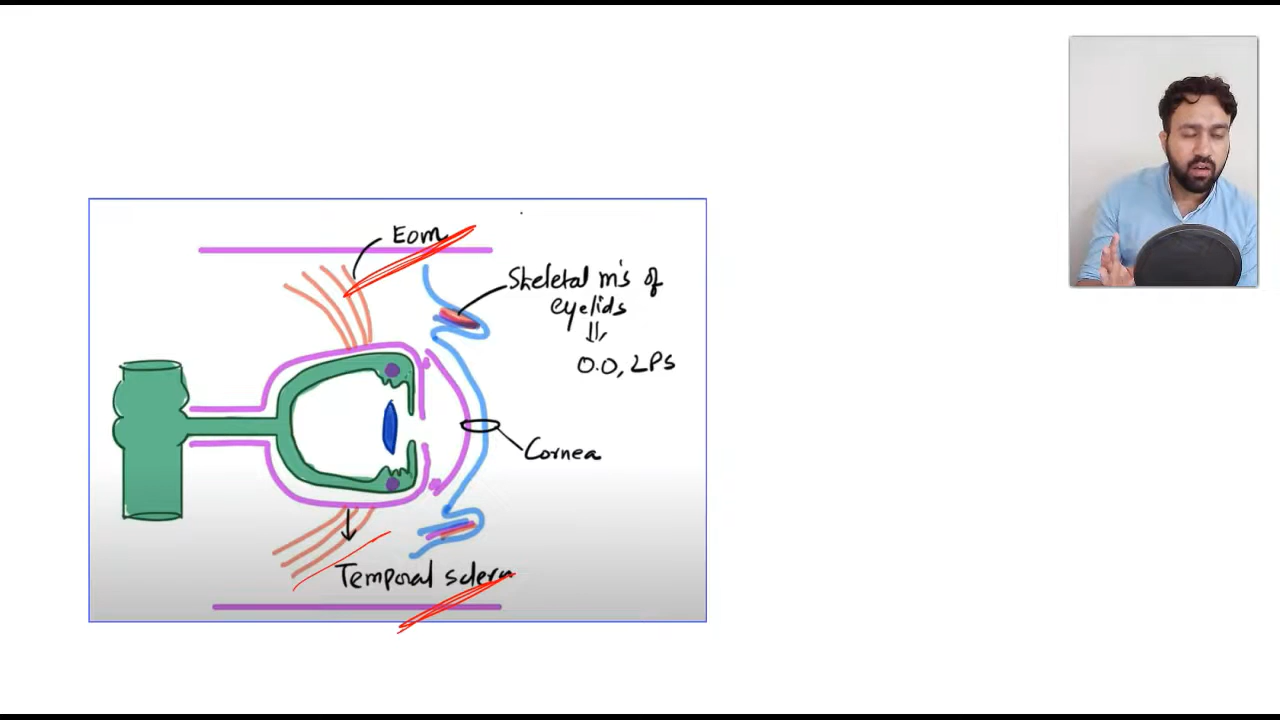 Eom
Skeletal m's of
eyelids
O.O, LPS
Cornea
Temporal sclera